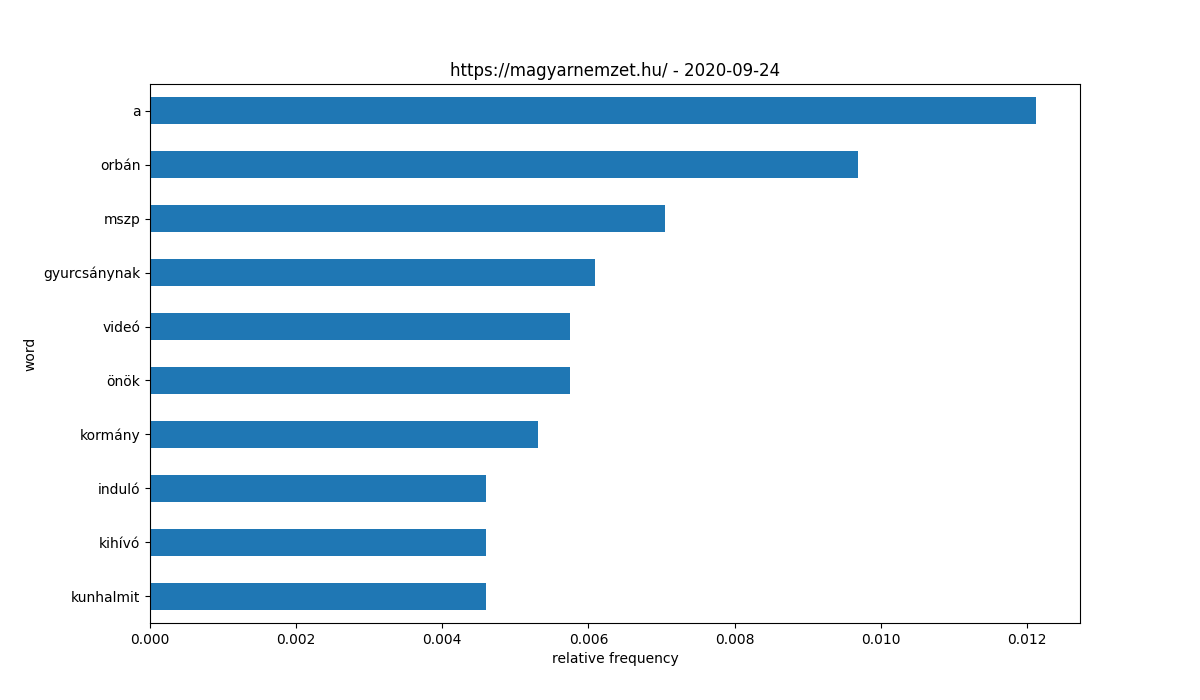 https://magyarnemzet.hu/ - 2020-09-24
a
orbán
mszp
gyurcsánynak
videó
önök
kormány
induló
kihívó
kunhalmit
word
0.000 0.002 0.004 0.006 0.008 0.010 0.012
relative frequency